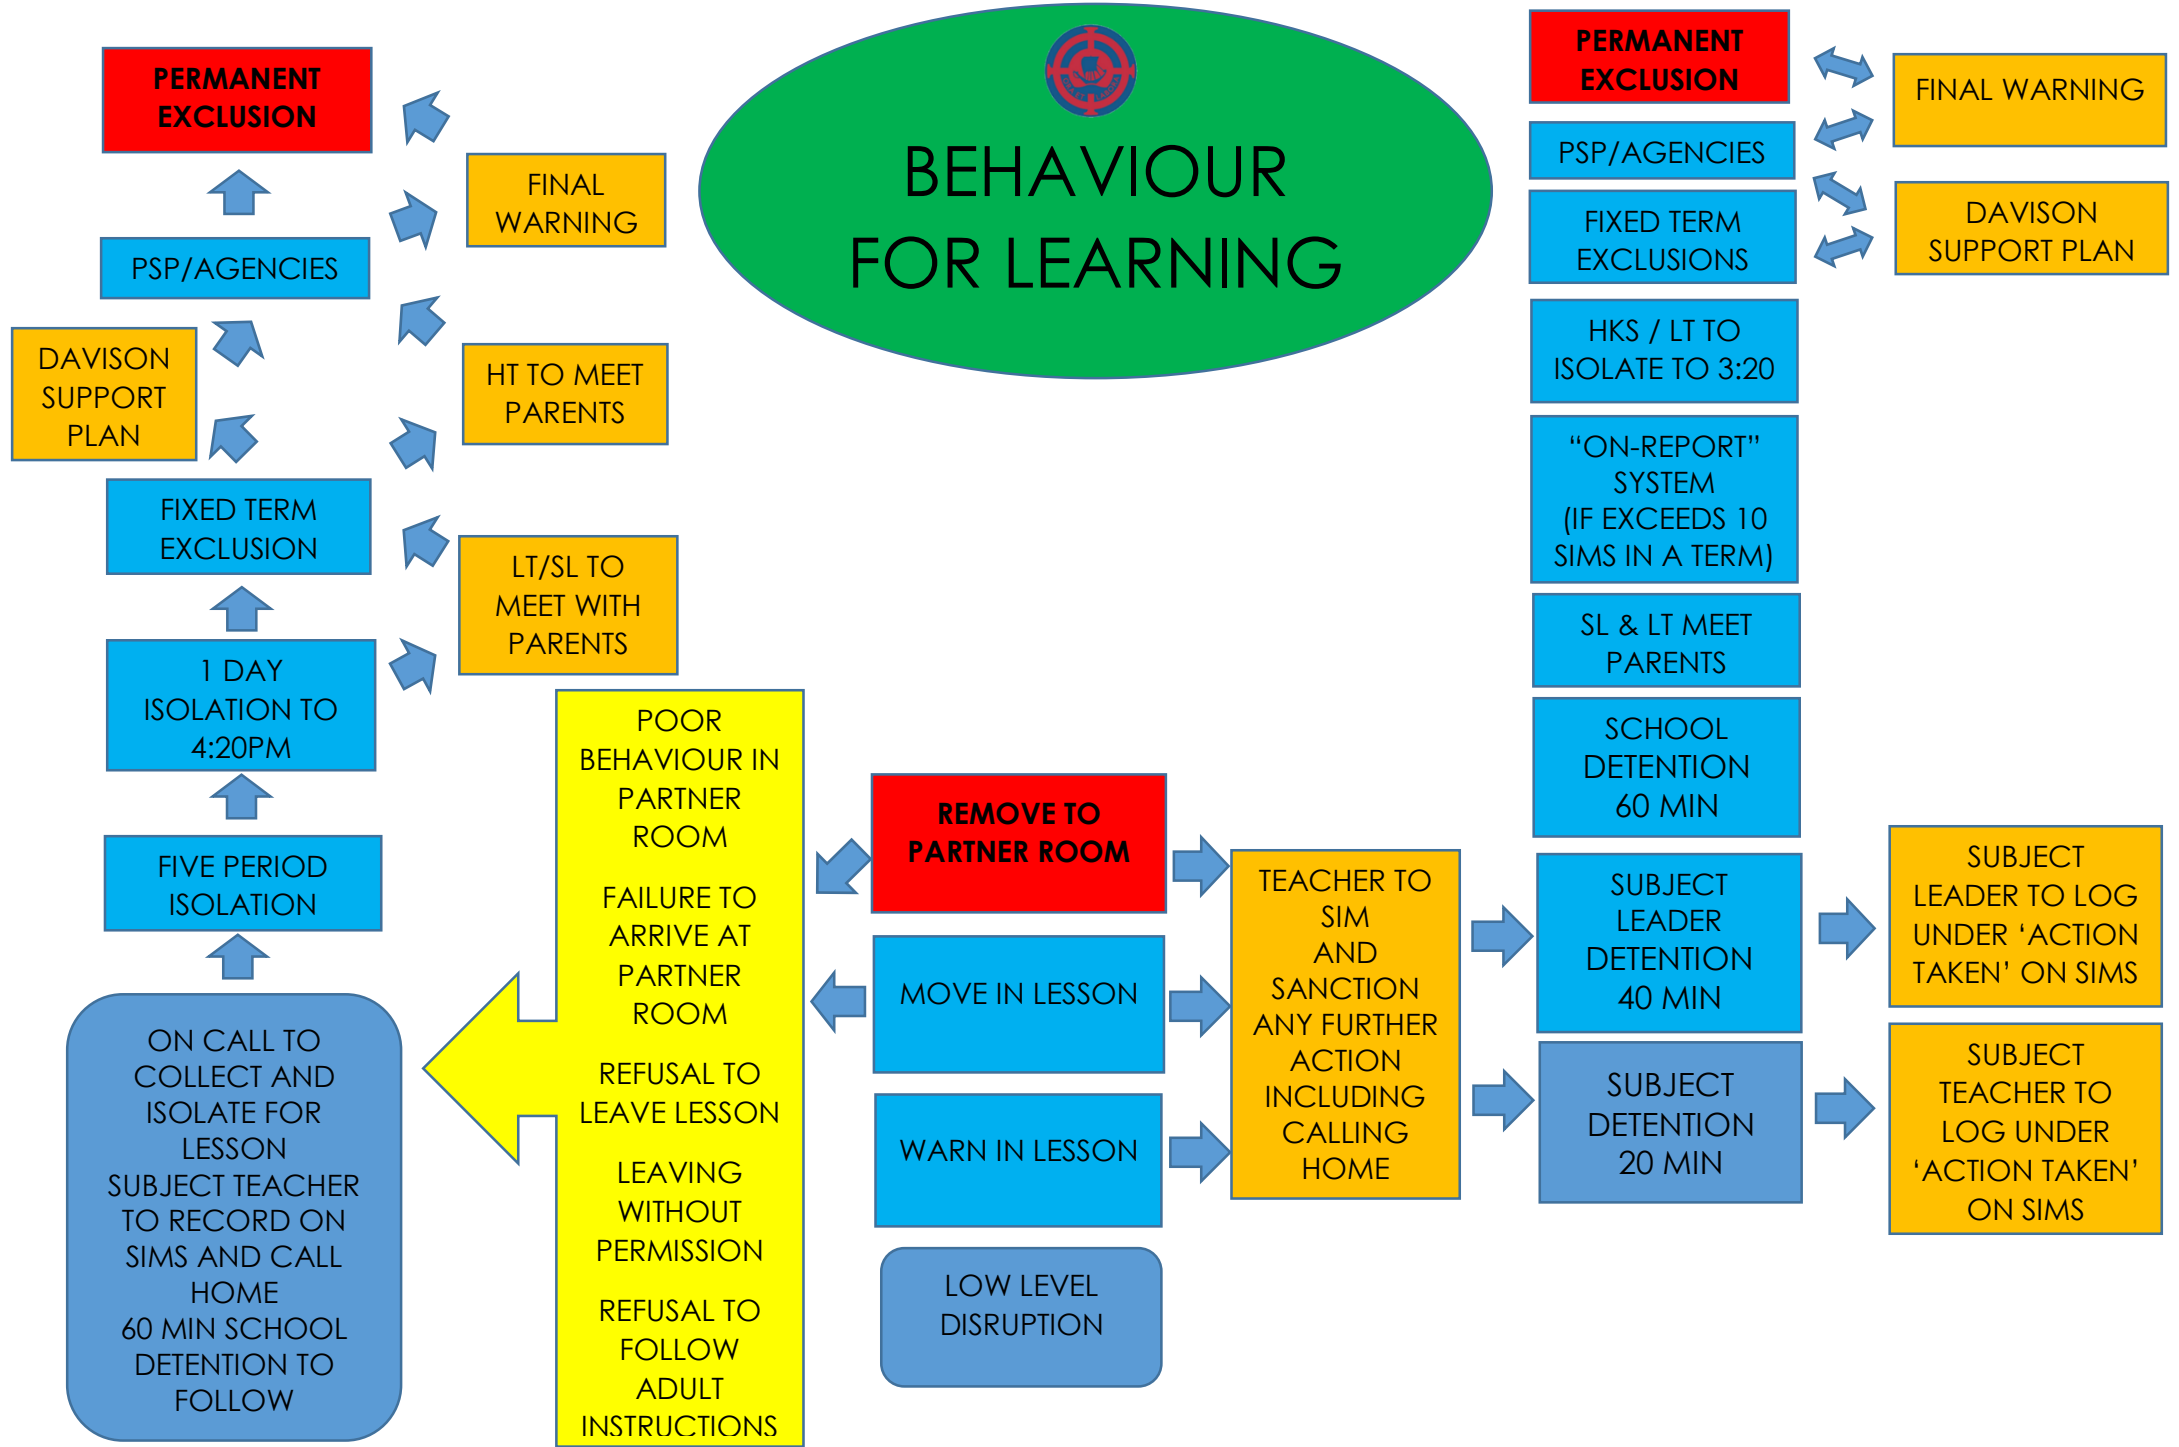 BEHAVIOUR
FOR LEARNING
PERMANENT
EXCLUSION
FINAL
WARNING
PSP/AGENCIES
DAVISON
SUPPORT
PLAN
HT TO MEET
PARENTS
FIXED TERM
EXCLUSION
LT/SL TO
MEET WITH
PARENTS
1 DAY
ISOLATION TO
4:20PM
FIVE PERIOD
ISOLATION
ON CALL TO
COLLECT AND
ISOLATE FOR
LESSON
SUBJECT TEACHER
TO RECORD ON
SIMS AND CALL
HOME
60 MIN SCHOOL
DETENTION TO
FOLLOW
POOR
BEHAVIOUR IN
PARTNER
ROOM
FAILURE TO
ARRIVE AT
PARTNER
ROOM
REFUSAL TO
LEAVE LESSON
LEAVING
WITHOUT
PERMISSION
REFUSAL TO
FOLLOW
ADULT
INSTRUCTIONS
REMOVE TO
PARTNER ROOM
MOVE IN LESSON
WARN IN LESSON
LOW LEVEL
DISRUPTION
TEACHER TO
SIM
AND
SANCTION
ANY FURTHER
ACTION
INCLUDING
CALLING
HOME
PERMANENT
EXCLUSION
FINAL WARNING
PSP/AGENCIES
FIXED TERM
EXCLUSIONS
DAVISON
SUPPORT PLAN
HKS / LT TO
ISOLATE TO 3:20
“ON-REPORT”
SYSTEM
(IF EXCEEDS 10
SIMS IN A TERM)
SL & LT MEET
PARENTS
SCHOOL
DETENTION
60 MIN
SUBJECT
LEADER
DETENTION
40 MIN
SUBJECT
LEADER TO LOG
UNDER ‘ACTION
TAKEN’ ON SIMS
SUBJECT
DETENTION
20 MIN
SUBJECT
TEACHER TO
LOG UNDER
‘ACTION TAKEN’
ON SIMS